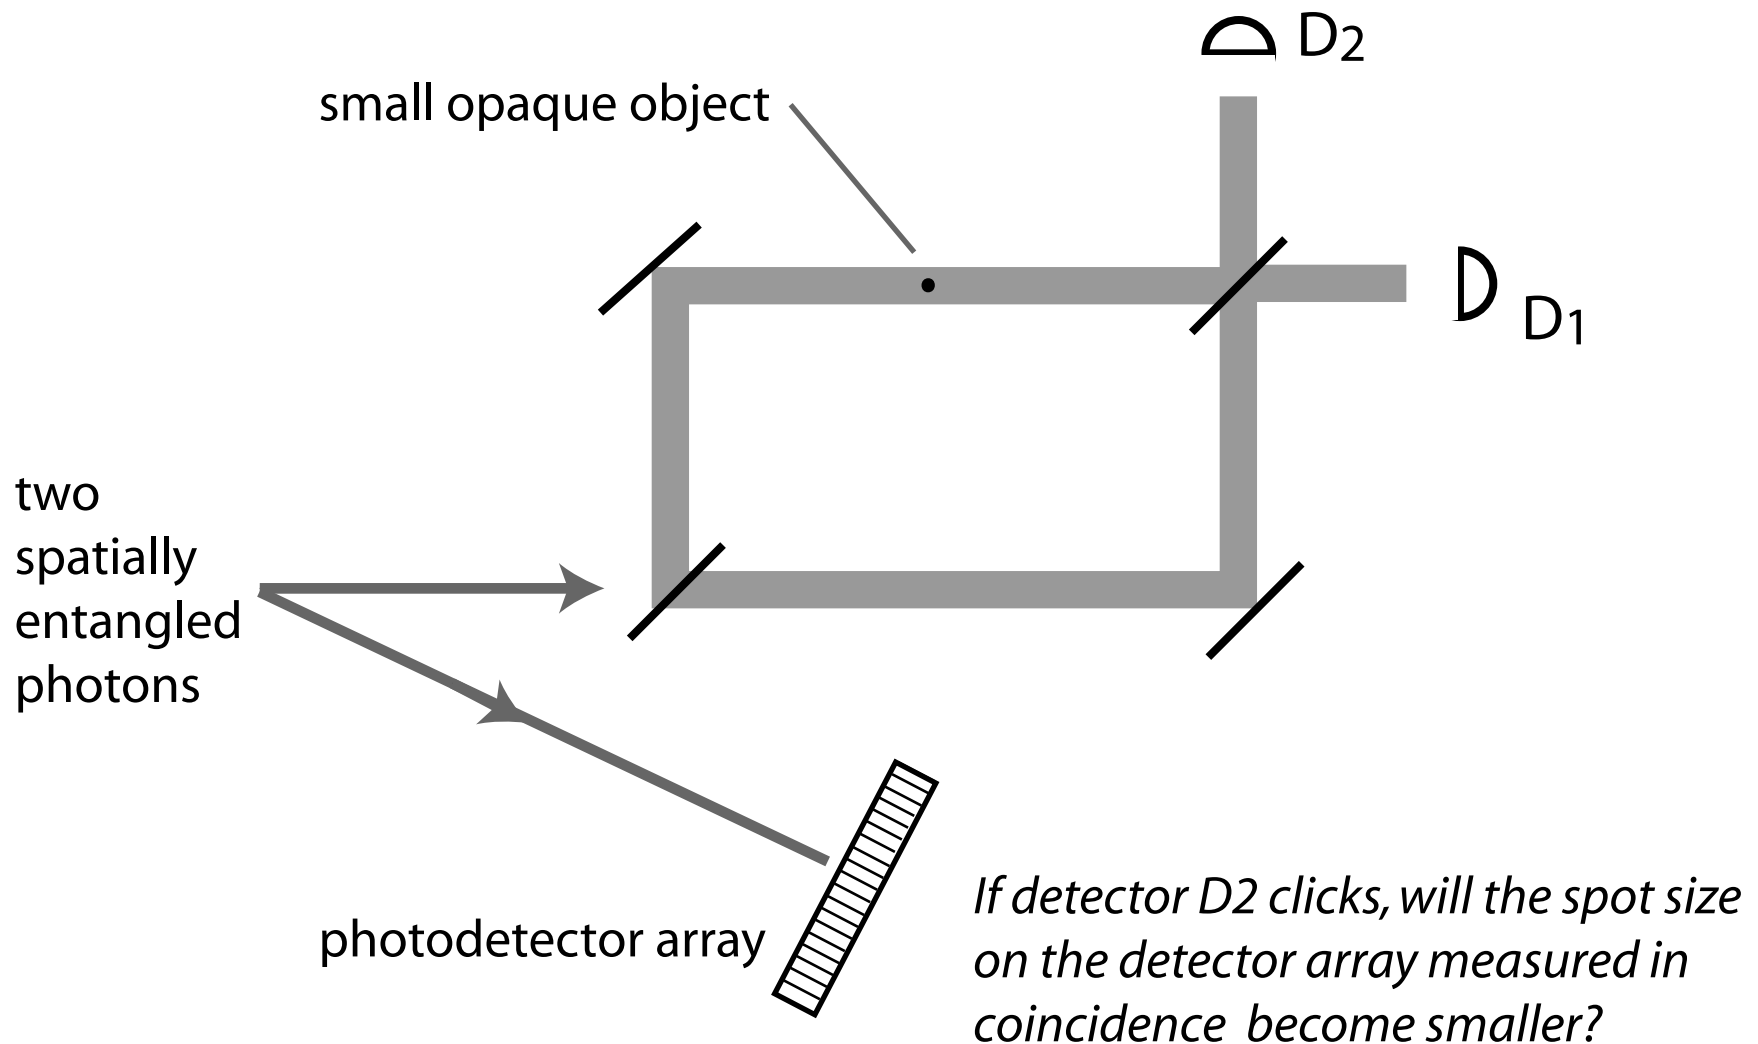 D2
small opaque object
D1
two
spatially
entangled
photons
photodetector array
If detector D2 clicks, will the spot size
on the detector array measured in
coincidence become smaller?